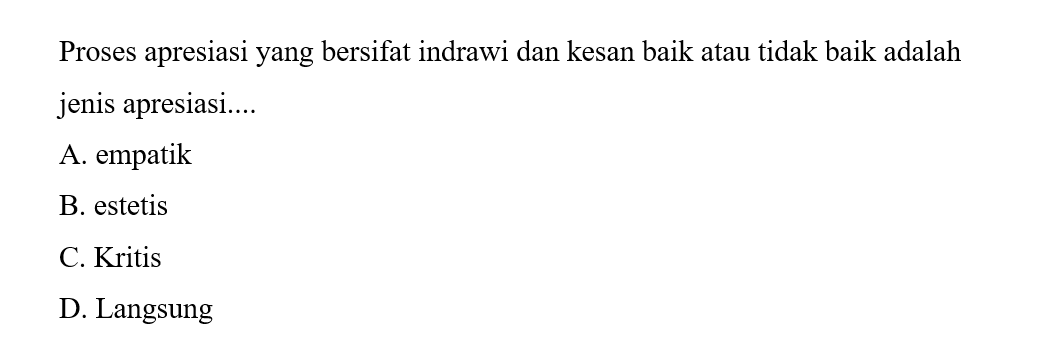 Proses apresiasi yang bersifat indrawi dan kesan baik atau tidak baik adalah
jenis apresiasi....
A. empatik
B. estetis
C. Kritis
D. Langsung